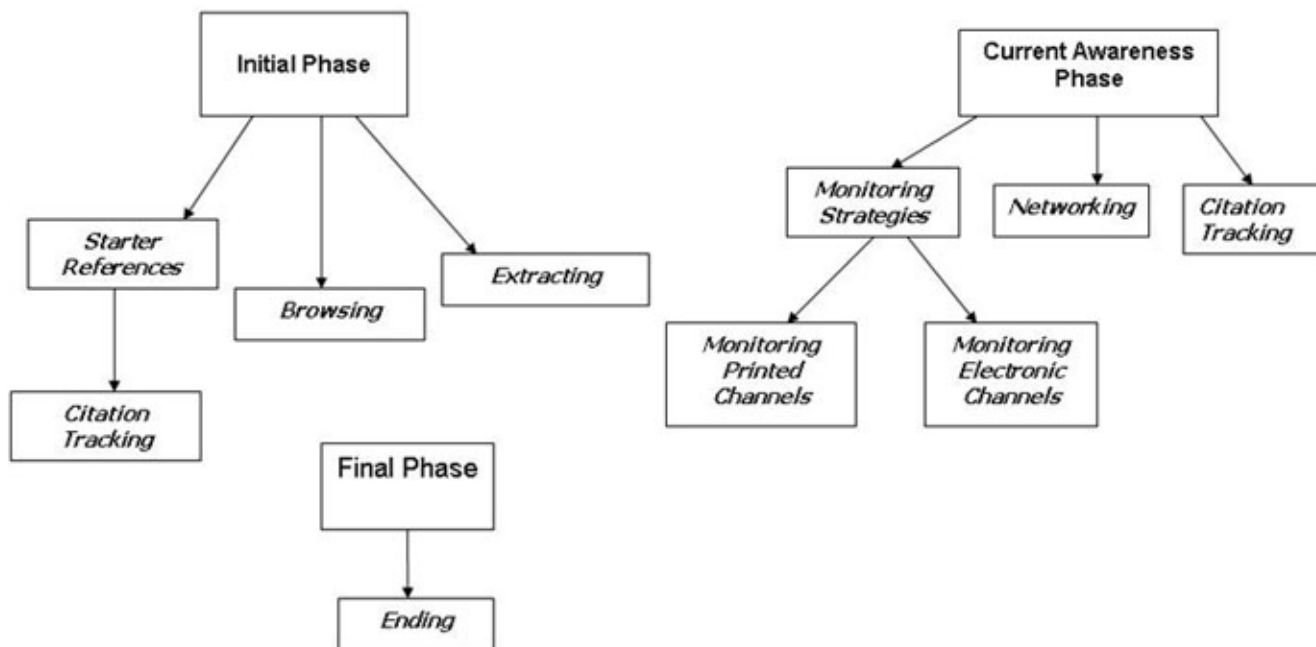 Initial Phase
Starter
References
Browsing
Extracting
Citation
Tracking
Current Awareness
Phase
Monitoring
Strategies
Networking
Citation
Tracking
Monitoring
Printed
Channels
Monitoring
Electronic
Channels
Final Phase
Ending